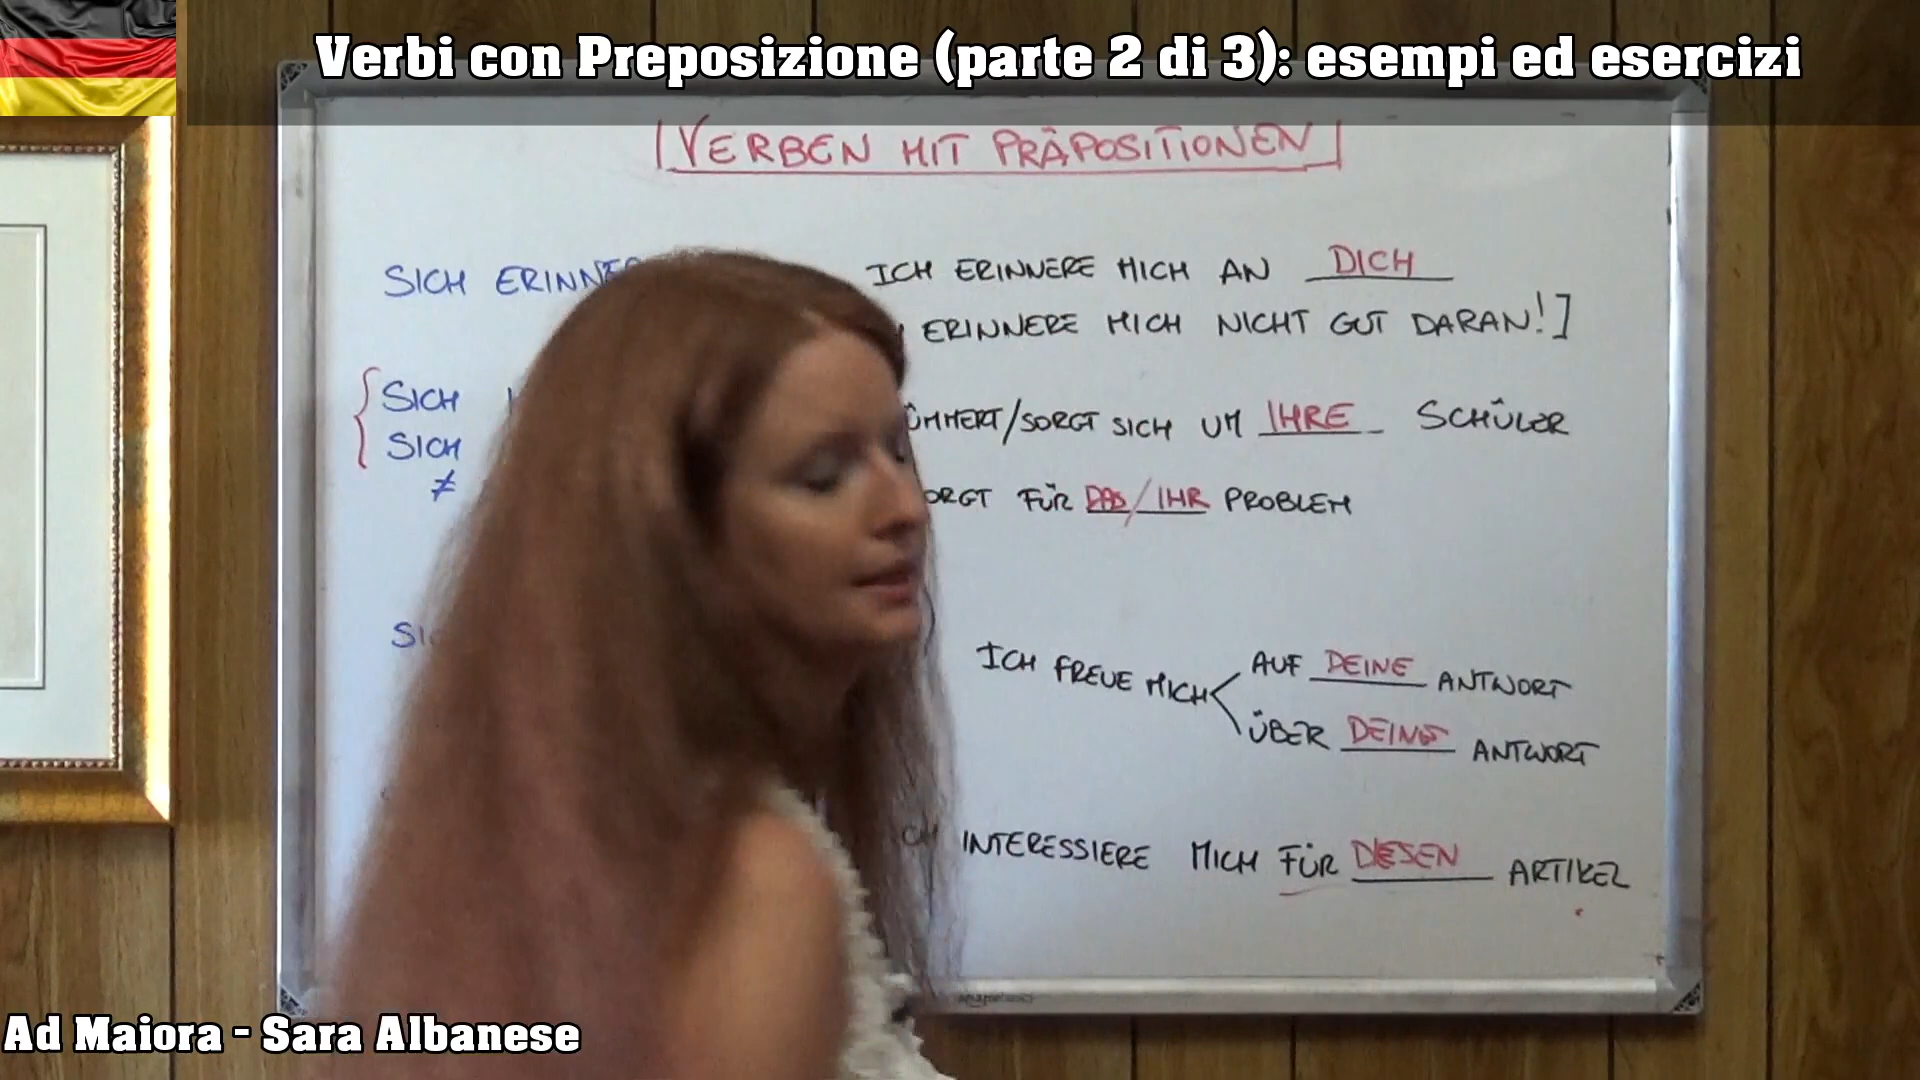 Verbi con Preposizione (parte 2 di 3): esempi ed esercizi
VERBEN MIT PRÄPOSITIONEN
SICH ICH ERINNERE MICH AN DICH
ERINNERE MICH NICHT GUT DARAN!]
{SICH /SORGT SICH UM IHRE SCHÜLER
SICH
≠ FÜR DAS/IHR PROBLEM
ICH FREUE MICH AUF DEINE ANTWORT
ÜBER DEINE ANTWORT
INTERESSIERE MICH FÜR DIESEN ARTIKEL
Ad Maiora - Sara Albanese